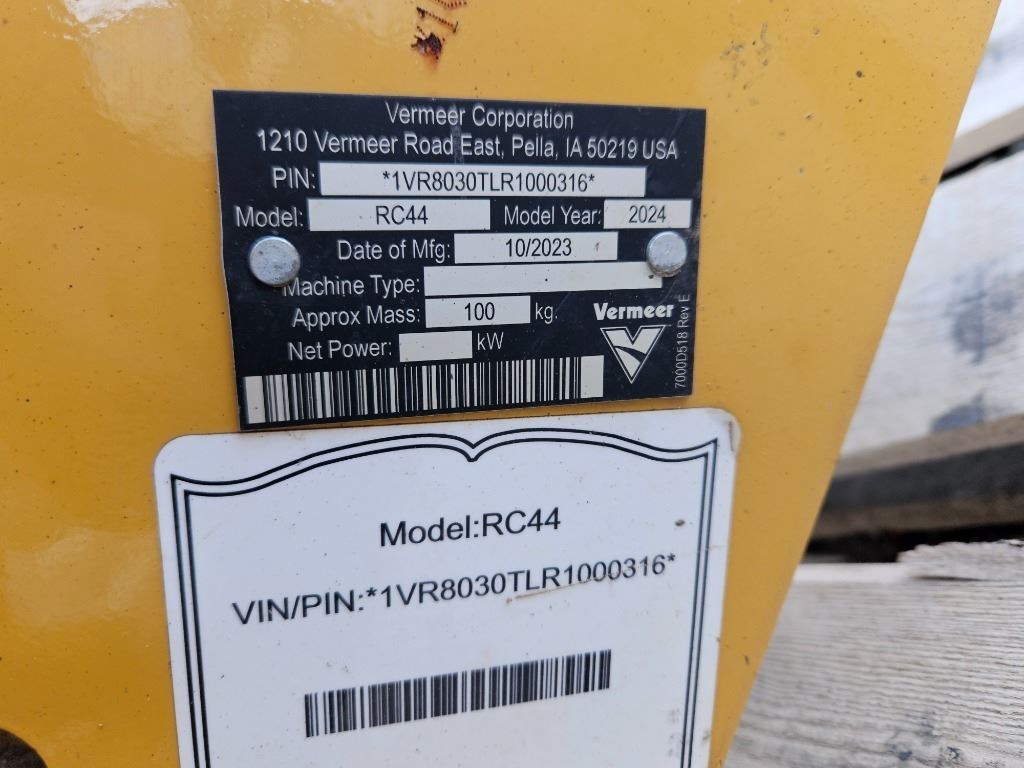 Vermeer Corporation
1210 Vermeer Road East, Pella, IA 50219 USA
PIN: *1VR8030TLR1000316*
Model: RC44 Model Year: 2024
Date of Mfg: 10/2023
Machine Type:
Approx Mass: 100 kg.
Net Power: kW
Vermeer
7000D518 Rev E
Model:RC44
VIN/PIN:*1VR8030TLR1000316*